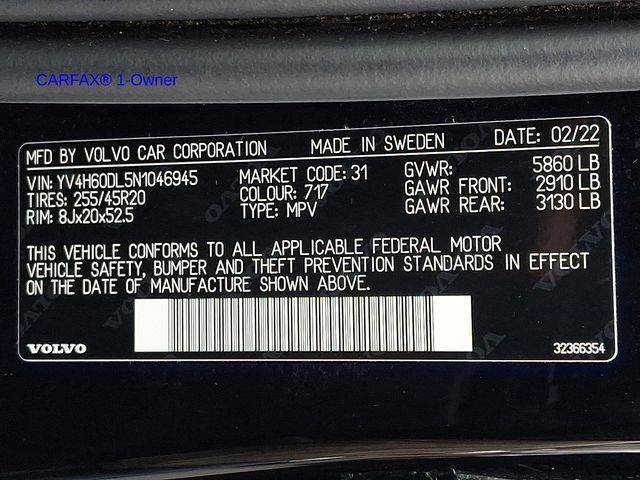 CARFAX® 1-Owner
MFD BY VOLVO CAR CORPORATION MADE IN SWEDEN DATE: 02/22
VIN: YV4H60DL5N1046945 MARKET CODE: 31 GVWR: 5860 LB
TIRES: 255/45R20 COLOUR: 717 GAWR FRONT: 2910 LB
RIM: 8Jx20x52.5 TYPE: MPV GAWR REAR: 3130 LB
THIS VEHICLE CONFORMS TO ALL APPLICABLE FEDERAL MOTOR
VEHICLE SAFETY, BUMPER AND THEFT PREVENTION STANDARDS IN EFFECT
ON THE DATE OF MANUFACTURE SHOWN ABOVE.
VOLVO 32366354